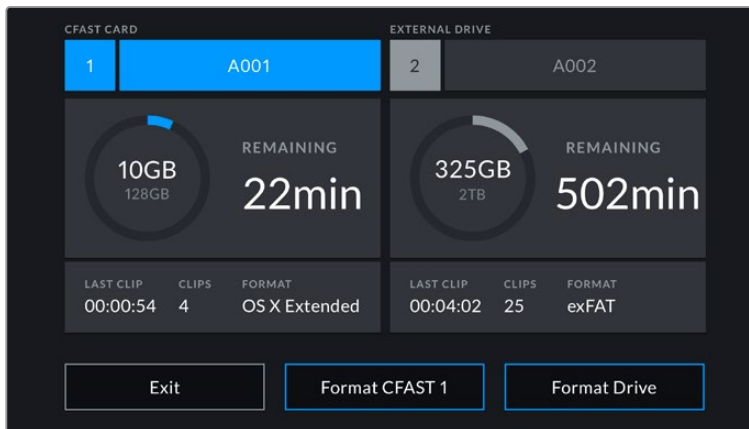 CFAST CARD
1 A001
10GB
128GB
REMAINING
22min
LAST CLIP CLIPS FORMAT
00:00:54 4 OS X Extended
EXTERNAL DRIVE
2 A002
325GB
2TB
REMAINING
502min
LAST CLIP CLIPS FORMAT
00:04:02 25 exFAT
Exit Format CFAST 1 Format Drive